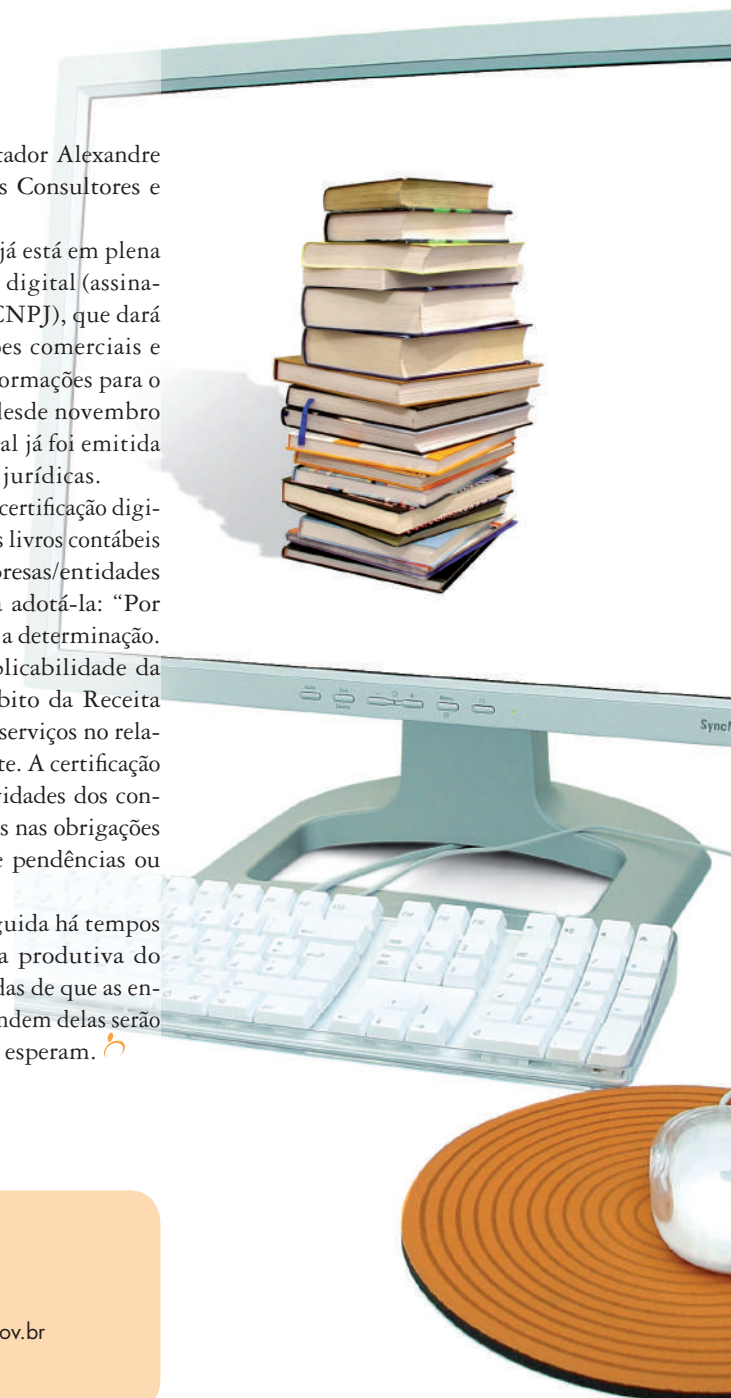 tador Alexandre
s Consultores e
já está em plena
digital (assina-
CNPJ), que dará
ões comerciais e
formações para o
desde novembro
al já foi emitida
jurídicas.
certificação digi-
s livros contábeis
presas/entidades
a adotá-la: “Por
a determinação.
plicabilidade da
bito da Receita
serviços no rela-
te. A certificação
vidades dos con-
s nas obrigações
e pendências ou
guida há tempos
a produtiva do
das de que as en-
ndem delas serão
esperam.
ov.br
SyncM